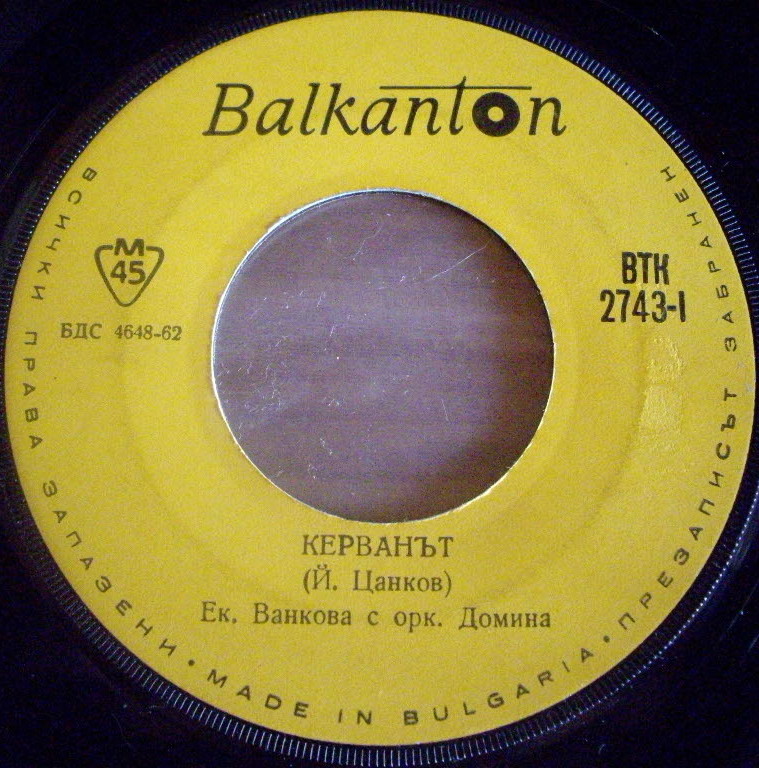 Balkanton
M
45
БДС 4648-62
ВТК
2743-I
КЕРВАНЪТ
(Й. Цанков)
Ек. Ванкова с орк. Домина
ВСИЧКИ ПРАВА ЗАПАЗЕНИ • MADE IN BULGARIA • ПРЕЗАПИСЪТ ЗАБРАНЕН